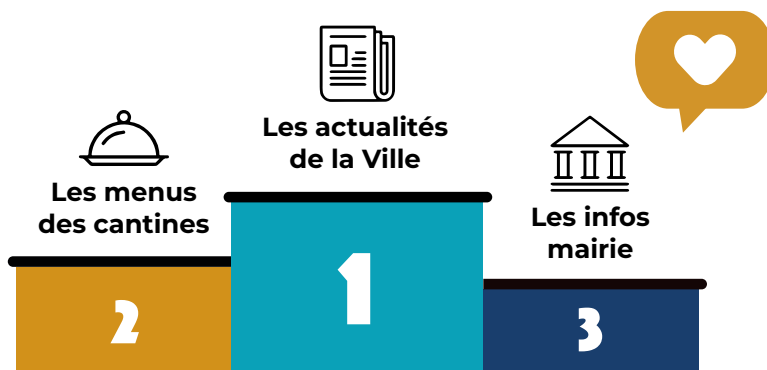 Les actualités
de la Ville
Les menus
des cantines
Les infos
mairie
1
2
3